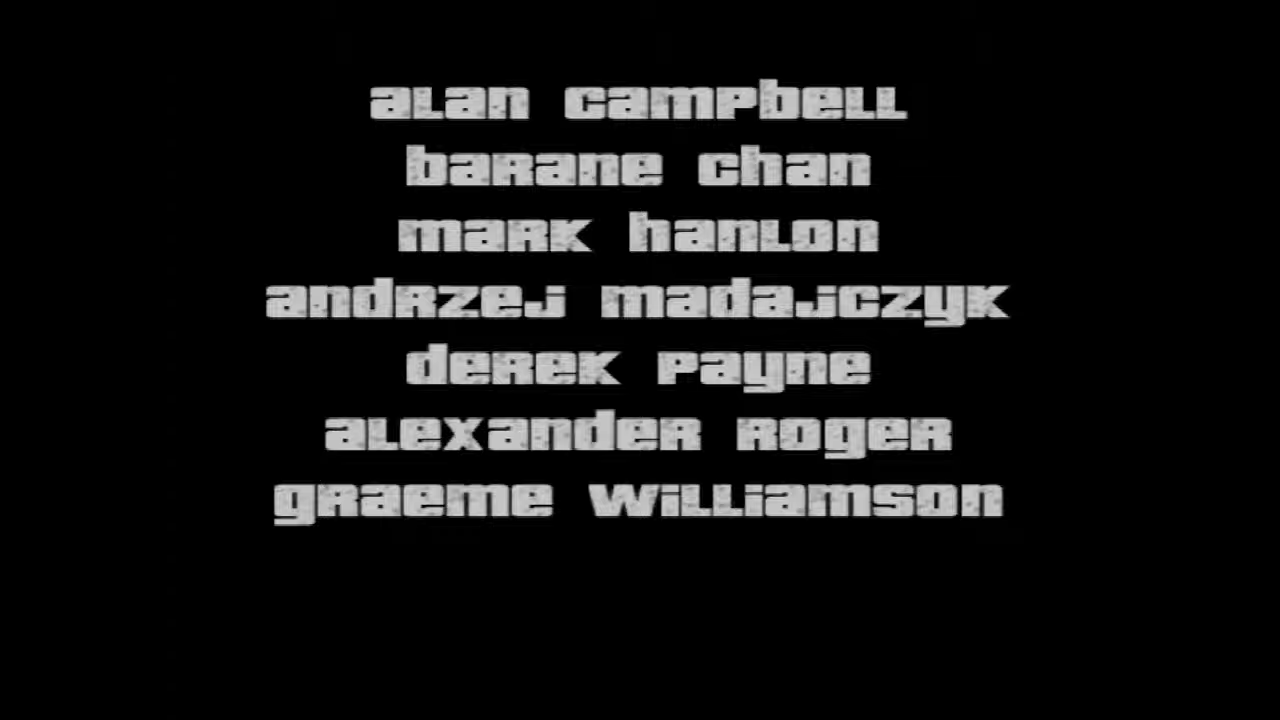 alan campbell
barane chan
mark hanlon
andrzej madajczyk
derek payne
alexander roger
graeme williamson